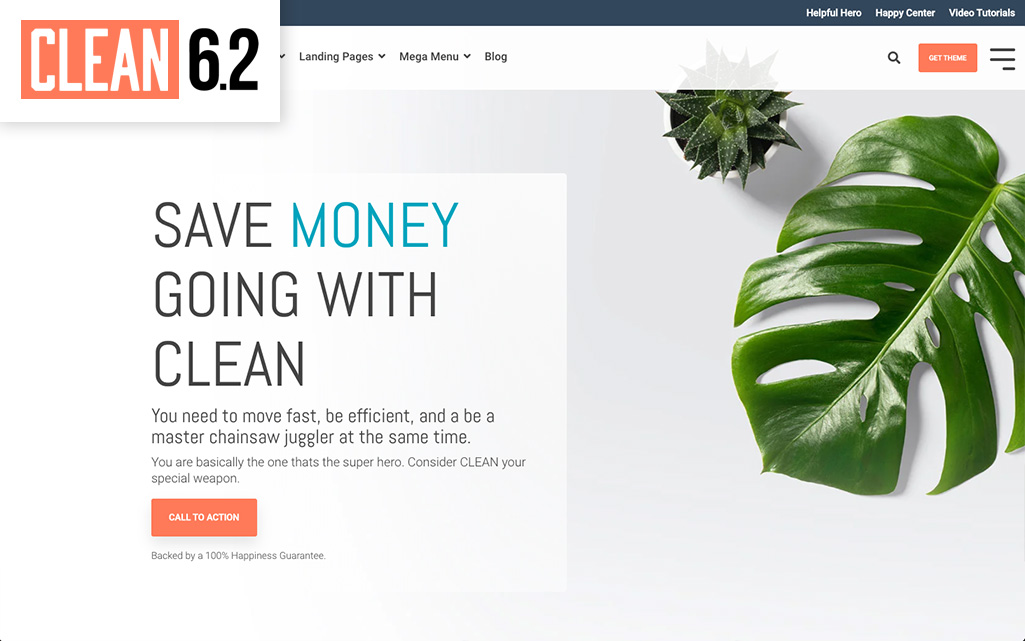 Helpful Hero Happy Center Video Tutorials
CLEAN 6.2
Landing Pages Mega Menu Blog
GET THEME
SAVE MONEY
GOING WITH
CLEAN
You need to move fast, be efficient, and a be a
master chainsaw juggler at the same time.
You are basically the one thats the super hero. Consider CLEAN your
special weapon.
CALL TO ACTION
Backed by a 100% Happiness Guarantee.